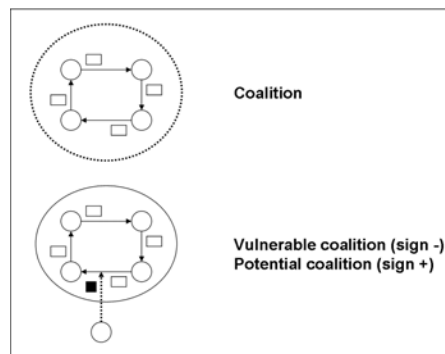 Coalition
Vulnerable coalition (sign -)
Potential coalition (sign +)